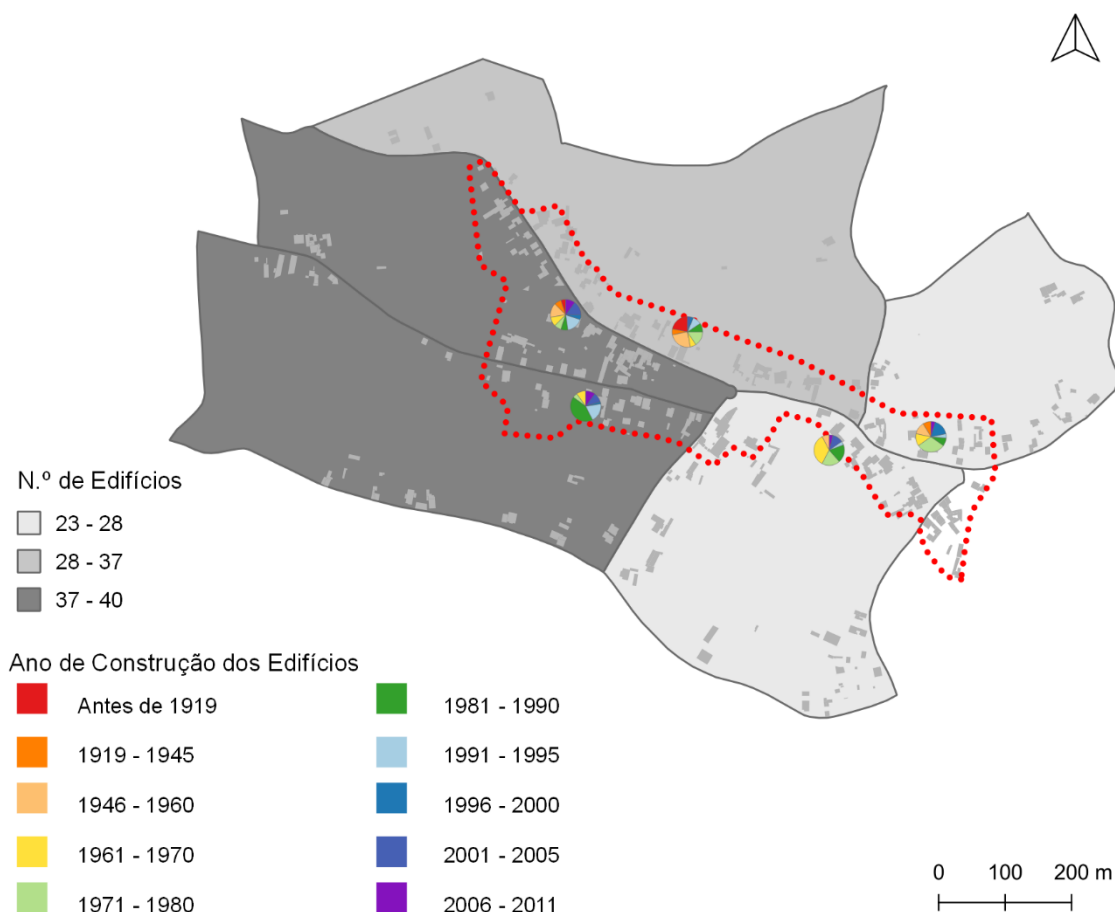 N.º de Edifícios
23 - 28
28 - 37
37 - 40
Ano de Construção dos Edifícios
Antes de 1919
1919 - 1945
1946 - 1960
1961 - 1970
1971 - 1980
1981 - 1990
1991 - 1995
1996 - 2000
2001 - 2005
2006 - 2011
0 100 200 m